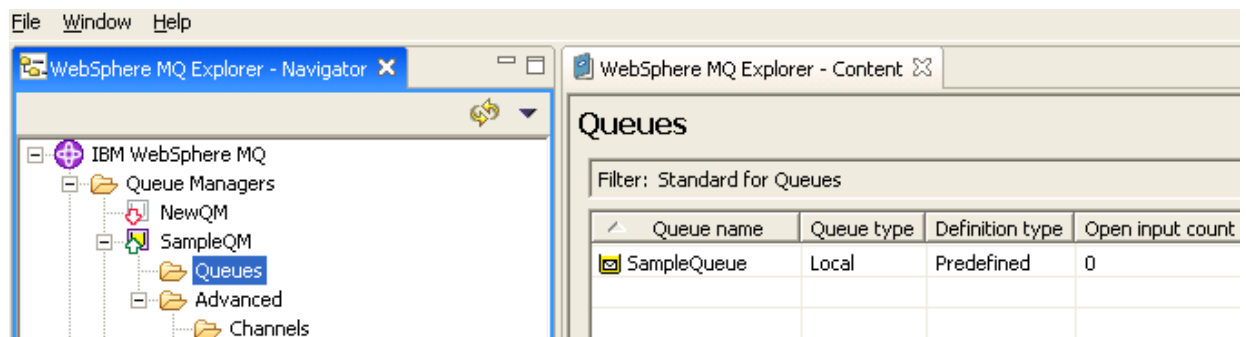 File Window Help
WebSphere MQ Explorer - Navigator
WebSphere MQ Explorer - Content
IBM WebSphere MQ
Queue Managers
NewQM
SampleQM
Queues
Advanced
Channels
Queues
Filter: Standard for Queues
Queue name Queue type Definition type Open input count
SampleQueue Local Predefined 0